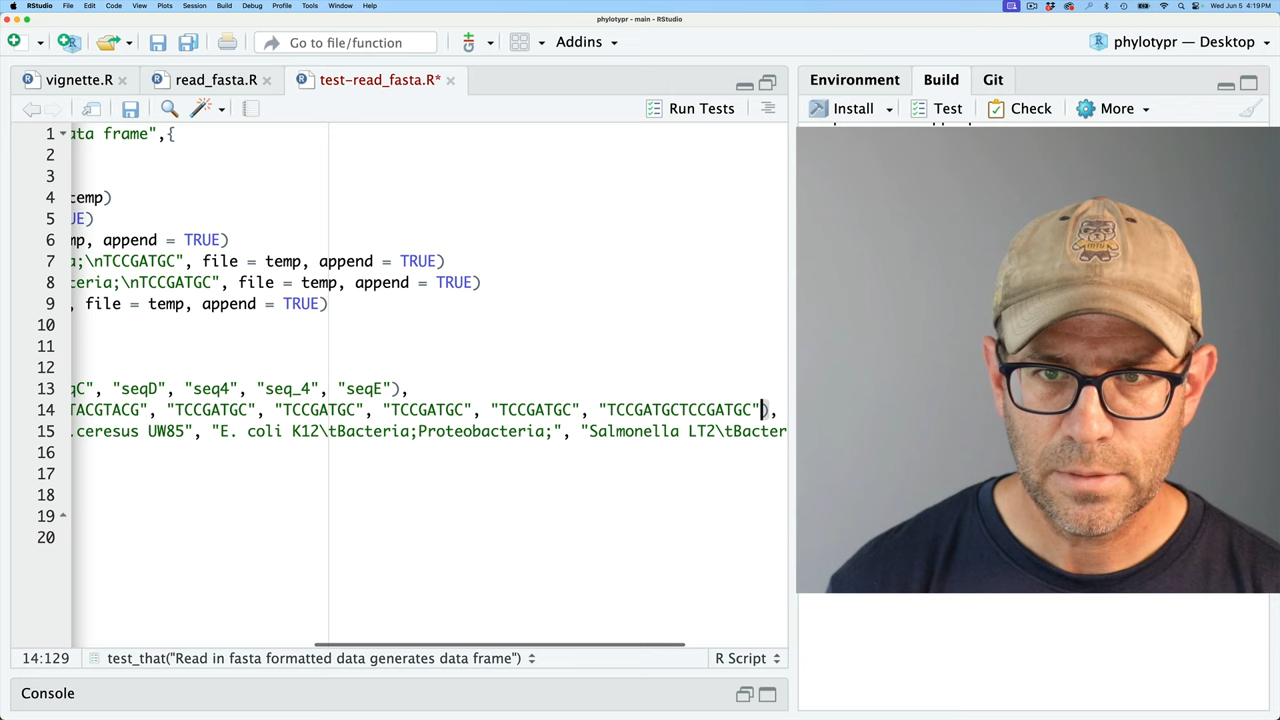 RStudio File Edit Code View Plots Session Build Debug Profile Tools Window Help Wed Jun 5 4:19PM
phylotypr - main - RStudio
Go to file/function Addins phylotypr — Desktop
vignette.R read_fasta.R test-read_fasta.R* Environment Build Git
Run Tests Install Test Check More
1 ata frame",{
2
3
4 temp)
5 UE)
6 mp, append = TRUE)
7 a;\nTCCGATGC", file = temp, append = TRUE)
8 teria;\nTCCGATGC", file = temp, append = TRUE)
9 , file = temp, append = TRUE)
10
11
12
13 qC", "seqD", "seq4", "seq_4", "seqE"),
14 TACGTACG", "TCCGATGC", "TCCGATGC", "TCCGATGC", "TCCGATGC", "TCCGATGCTCCGATGC"),
15 .ceresus UW85", "E. coli K12\tBacteria;Proteobacteria;", "Salmonella LT2\tBacter
16
17
18
19
20
14:129 test_that("Read in fasta formatted data generates data frame") R Script
Console